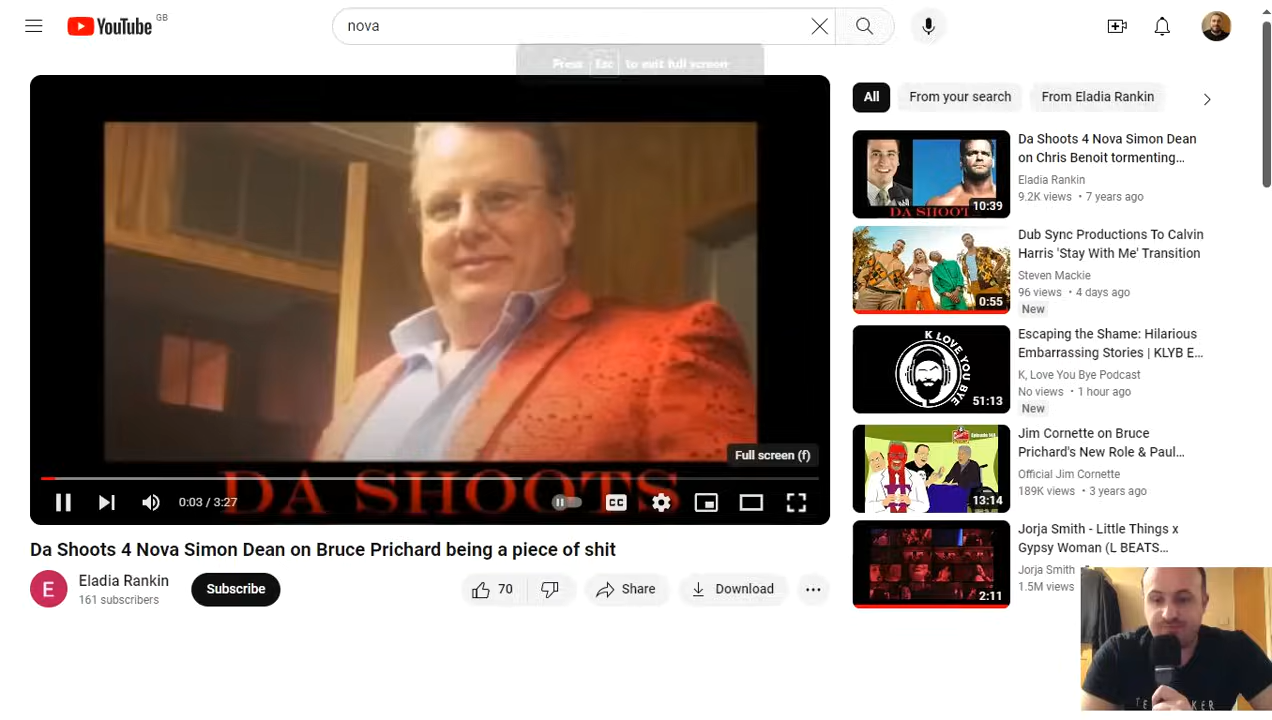 YouTube GB
nova
Press Esc to exit full screen
DA SHOOTS
Full screen (f)
0:03 / 3:27
CC
Da Shoots 4 Nova Simon Dean on Bruce Prichard being a piece of shit
E
Eladia Rankin
161 subscribers
Subscribe
70
Share
Download
All
From your search
From Eladia Rankin
DA SHOOT
10:39
Da Shoots 4 Nova Simon Dean
on Chris Benoit tormenting...
Eladia Rankin
9.2K views • 7 years ago
0:55
Dub Sync Productions To Calvin
Harris 'Stay With Me' Transition
Steven Mackie
96 views • 4 days ago
New
K LOVE YOU BYE
51:13
Escaping the Shame: Hilarious
Embarrassing Stories | KLYB E...
K, Love You Bye Podcast
No views • 1 hour ago
New
13:14
Jim Cornette on Bruce
Prichard's New Role & Paul...
Official Jim Cornette
189K views • 3 years ago
2:11
Jorja Smith - Little Things x
Gypsy Woman (L BEATS...
Jorja Smith
1.5M views